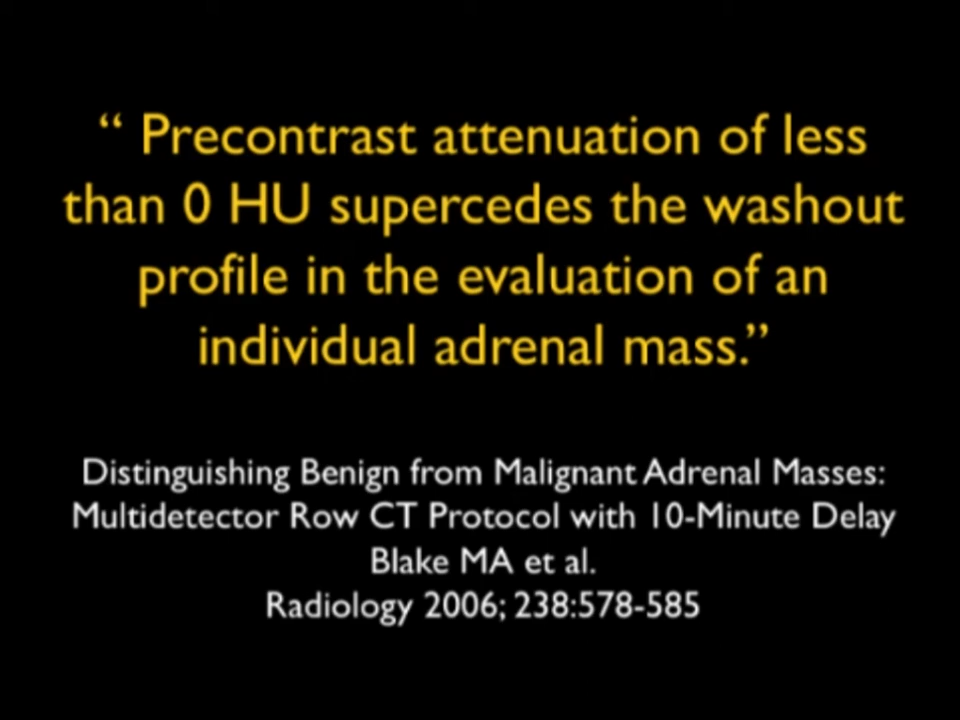 “ Precontrast attenuation of less
than 0 HU supercedes the washout
profile in the evaluation of an
individual adrenal mass.”
Distinguishing Benign from Malignant Adrenal Masses:
Multidetector Row CT Protocol with 10-Minute Delay
Blake MA et al.
Radiology 2006; 238:578-585